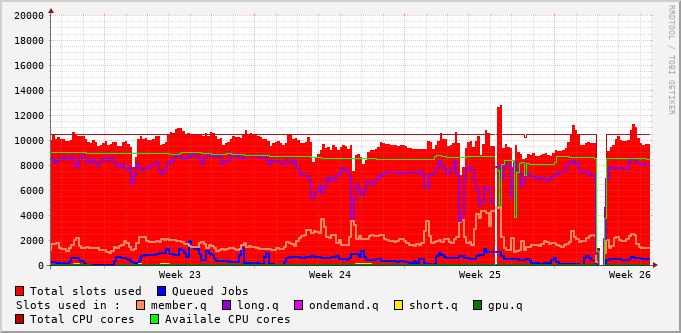 20000
18000
16000
14000
12000
10000
8000
6000
4000
2000
0
Week 23 Week 24 Week 25 Week 26
Total slots used Queued Jobs
Slots used in : member.q long.q ondemand.q short.q gpu.q
Total CPU cores Availale CPU cores
RRDTOOL / TOBI OETIKER